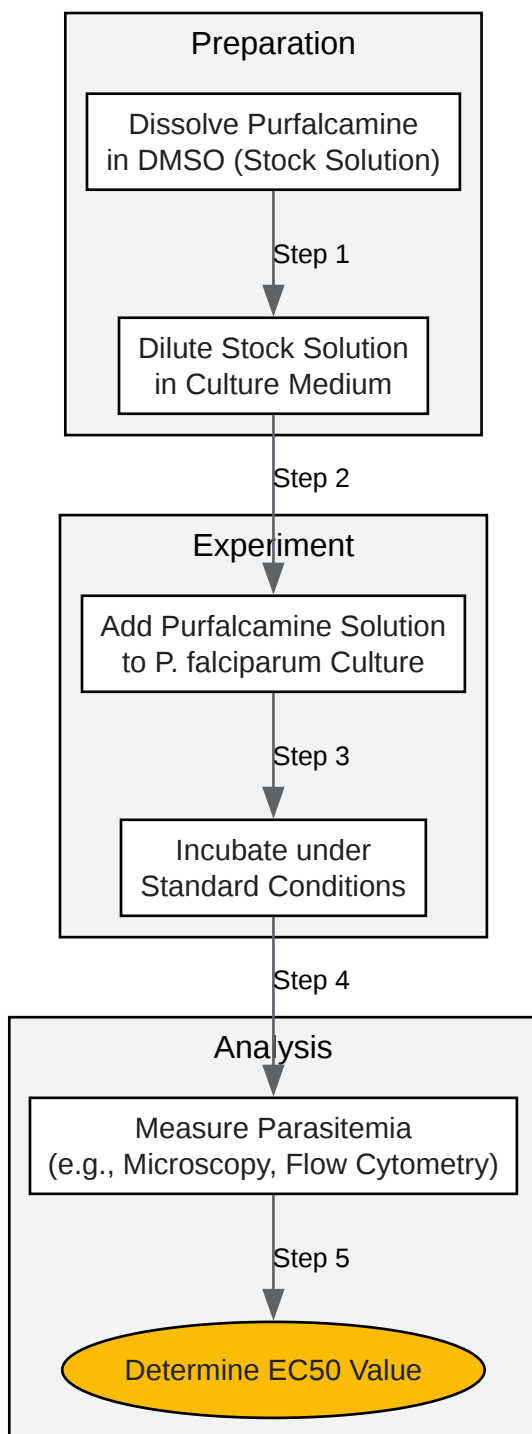 Preparation
Dissolve Purfalcamine
in DMSO (Stock Solution)
Step 1
Dilute Stock Solution
in Culture Medium
Step 2
Experiment
Add Purfalcamine Solution
to P. falciparum Culture
Step 3
Incubate under
Standard Conditions
Step 4
Analysis
Measure Parasitemia
(e.g., Microscopy, Flow Cytometry)
Step 5
Determine EC50 Value